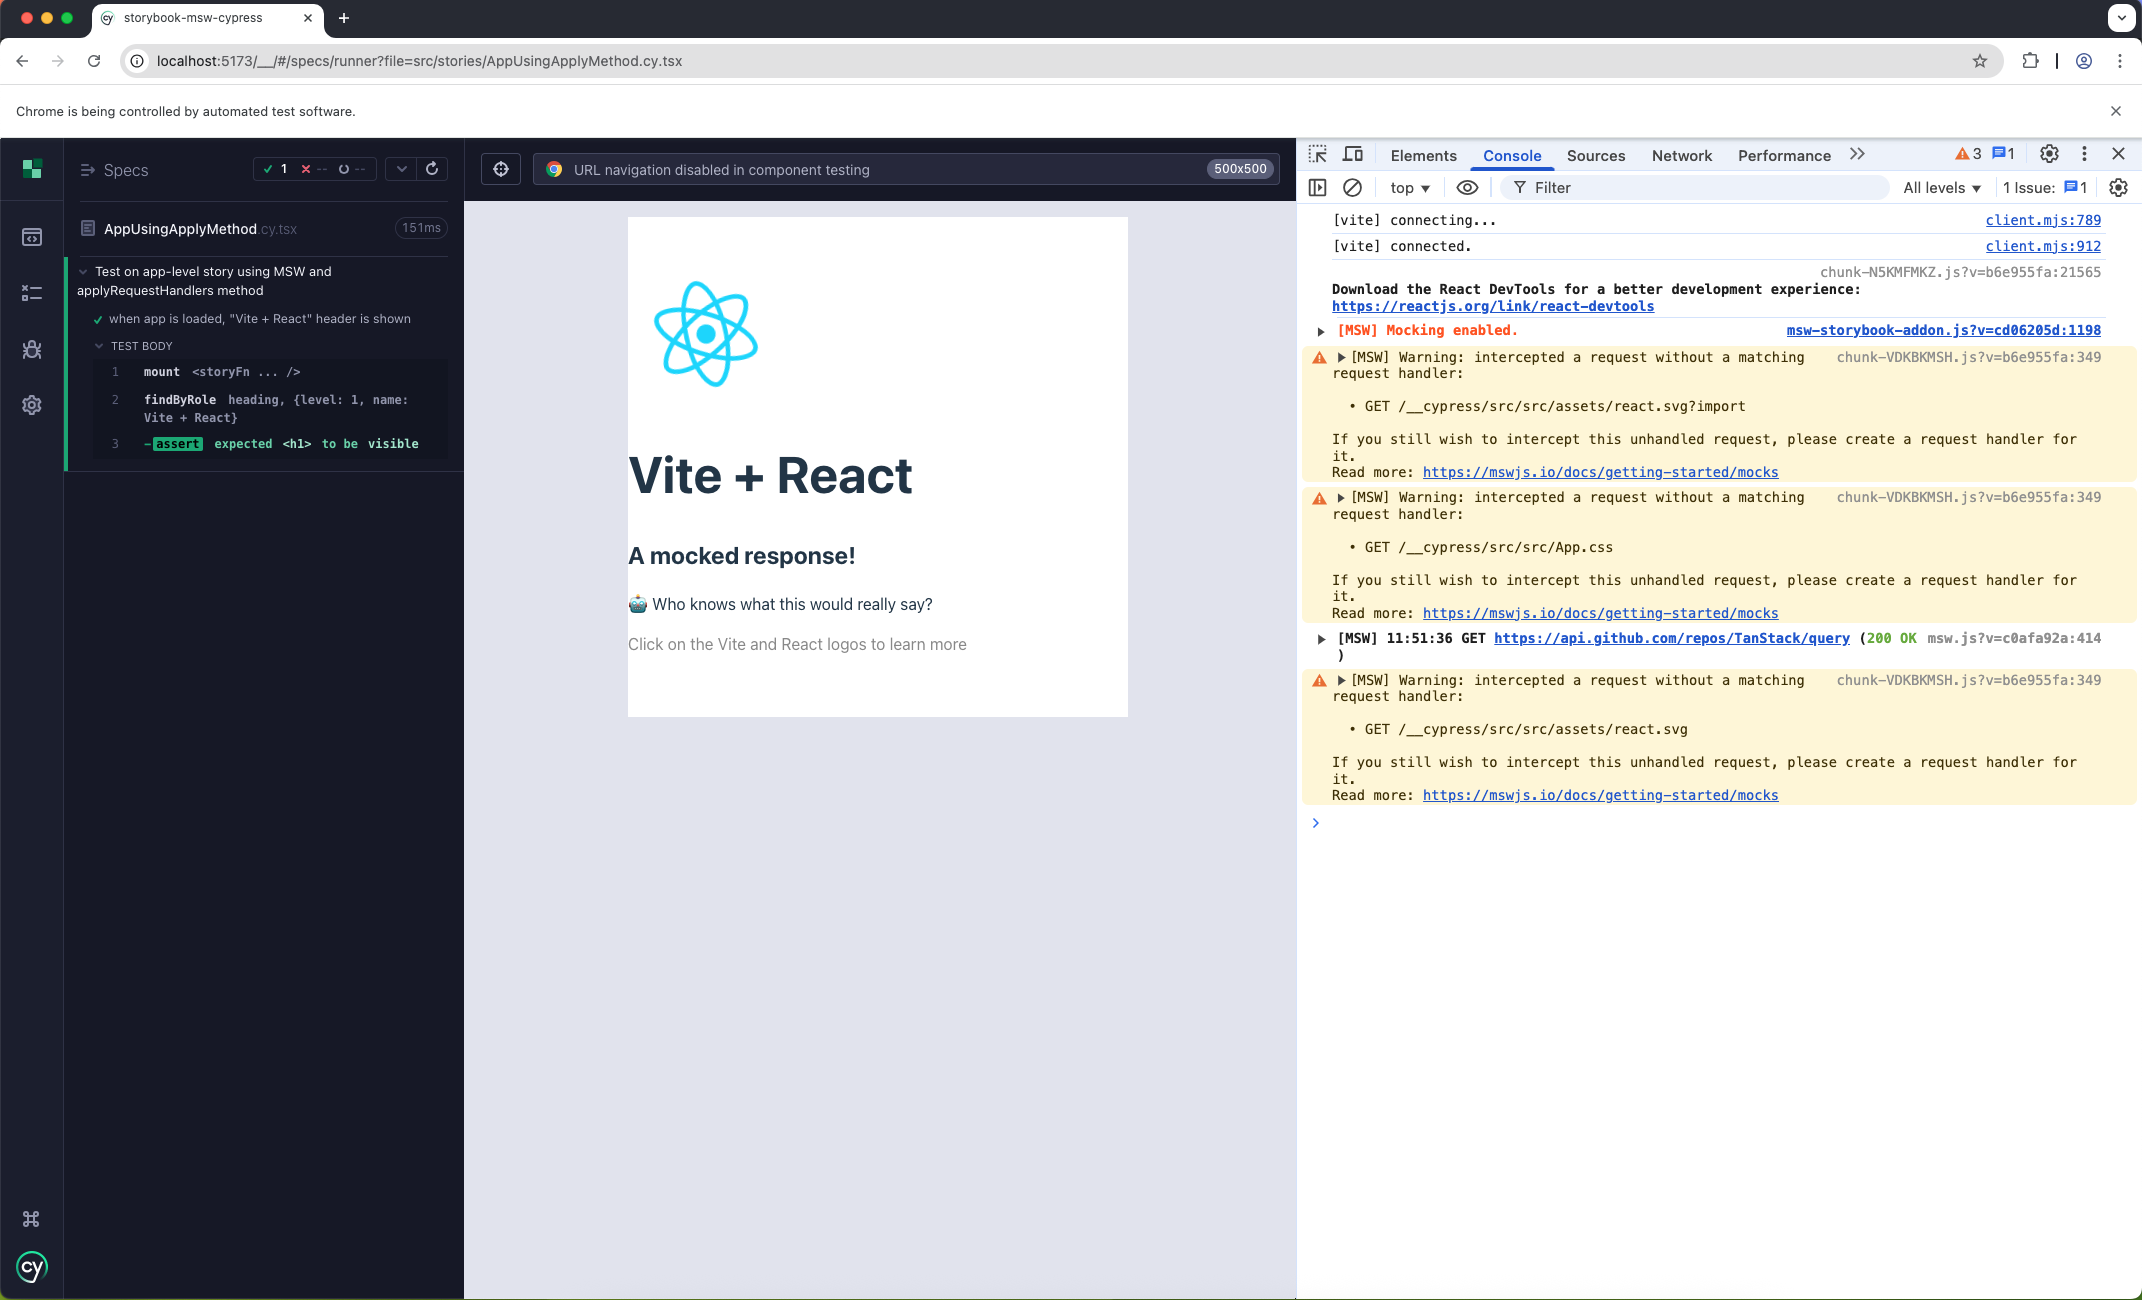 storybook-msw-cypress
localhost:5173/__/#/specs/runner?file=src/stories/AppUsingApplyMethod.cy.tsx
Chrome is being controlled by automated test software.
Specs
1 -- --
AppUsingApplyMethod.cy.tsx 151ms
Test on app-level story using MSW and
applyRequestHandlers method
when app is loaded, "Vite + React" header is shown
TEST BODY
1 mount <storyFn ... />
2 findByRole heading, {level: 1, name:
Vite + React}
3 -assert expected <h1> to be visible
cy
URL navigation disabled in component testing 500x500
Vite + React
A mocked response!
🤖 Who knows what this would really say?
Click on the Vite and React logos to learn more
Elements Console Sources Network Performance 3 1
top Filter All levels 1 Issue: 1
[vite] connecting... client.mjs:789
[vite] connected. client.mjs:912
chunk-N5KMFMKZ.js?v=b6e955fa:21565
Download the React DevTools for a better development experience:
https://reactjs.org/link/react-devtools
[MSW] Mocking enabled. msw-storybook-addon.js?v=cd06205d:1198
[MSW] Warning: intercepted a request without a matching chunk-VDKBKMSH.js?v=b6e955fa:349
request handler:
• GET /__cypress/src/src/assets/react.svg?import
If you still wish to intercept this unhandled request, please create a request handler for
it.
Read more: https://mswjs.io/docs/getting-started/mocks
[MSW] Warning: intercepted a request without a matching chunk-VDKBKMSH.js?v=b6e955fa:349
request handler:
• GET /__cypress/src/src/App.css
If you still wish to intercept this unhandled request, please create a request handler for
it.
Read more: https://mswjs.io/docs/getting-started/mocks
[MSW] 11:51:36 GET https://api.github.com/repos/TanStack/query (200 OK msw.js?v=c0afa92a:414
)
[MSW] Warning: intercepted a request without a matching chunk-VDKBKMSH.js?v=b6e955fa:349
request handler:
• GET /__cypress/src/src/assets/react.svg
If you still wish to intercept this unhandled request, please create a request handler for
it.
Read more: https://mswjs.io/docs/getting-started/mocks